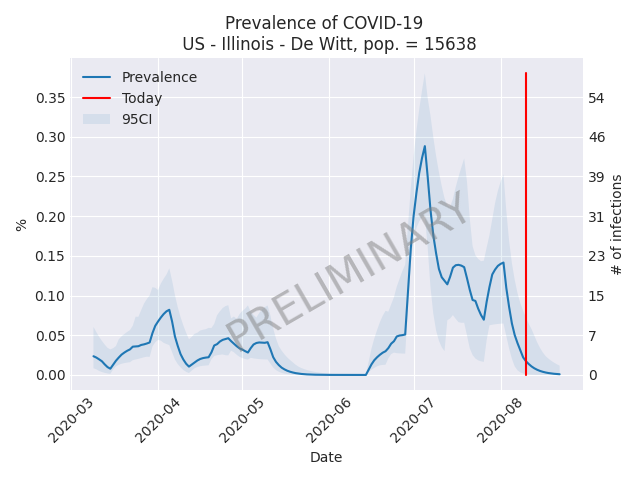 Prevalence of COVID-19
US - Illinois - De Witt, pop. = 15638
Prevalence
Today
95CI
0.35
0.30
0.25
0.20
0.15
0.10
0.05
0.00
%
54
46
39
31
23
15
7
0
# of infections
PRELIMINARY
2020-03
2020-04
2020-05
2020-06
2020-07
2020-08
Date